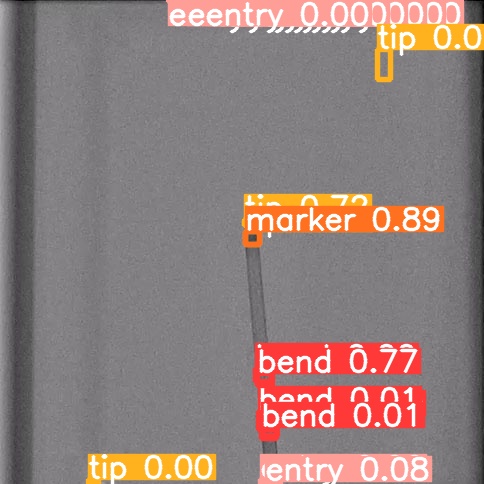 eeentry 0.0000000
tip 0.0
tip 0.73
marker 0.89
bend 0.77
bend 0.01
bend 0.01
tip 0.00
entry 0.08